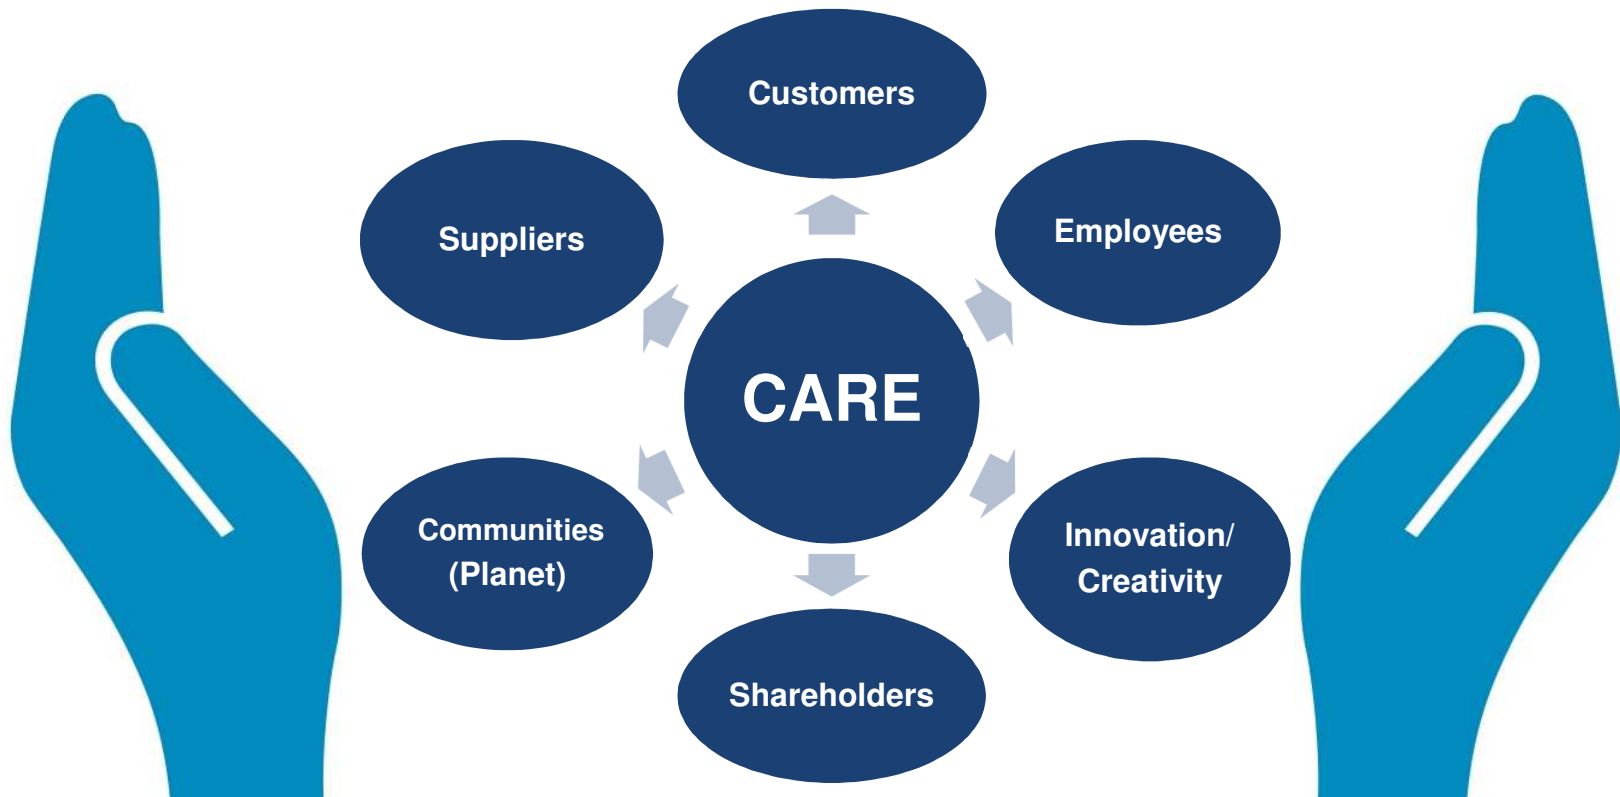 Customers
Suppliers
Employees
CARE
Communities
(Planet)
Innovation/
Creativity
Shareholders